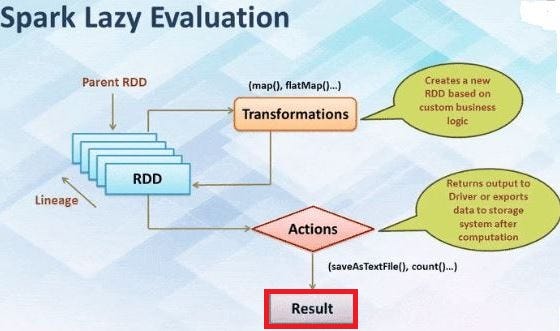 Spark Lazy Evaluation
Parent RDD
(map(), flatMap()...)
Transformations
Creates a new
RDD based on
custom business
logic
RDD
Lineage
Actions
Returns output to
Driver or exports
data to storage
system after
computation
(saveAsTextFile(), count()...)
Result